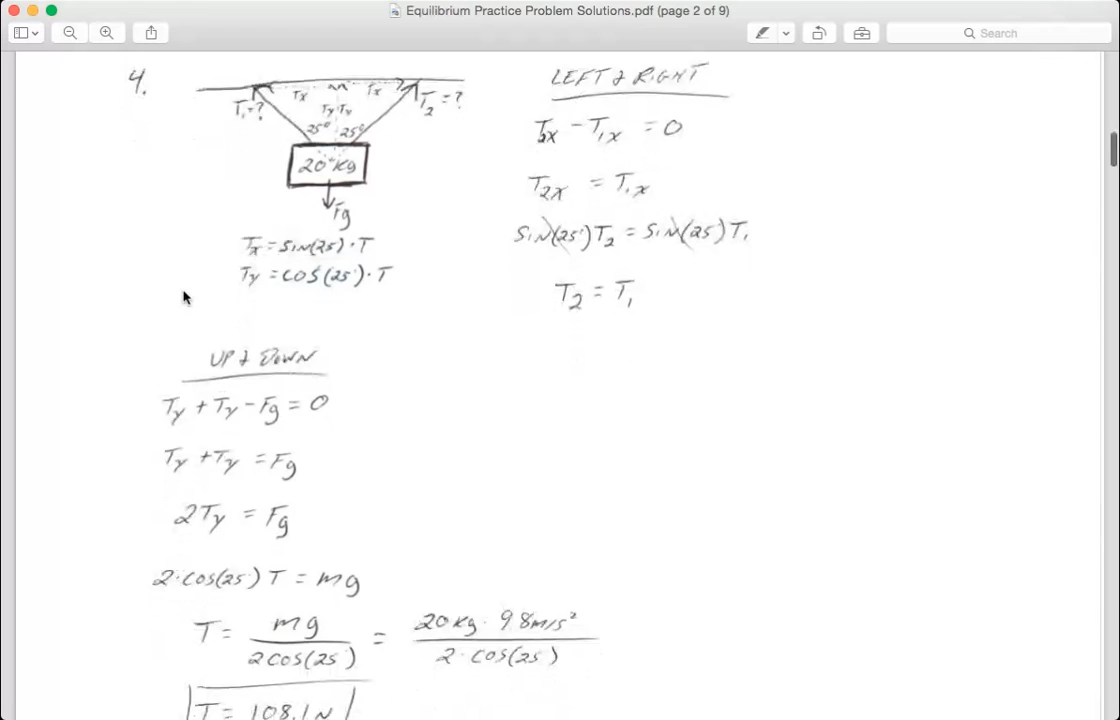 Equilibrium Practice Problem Solutions.pdf (page 2 of 9)
Search
4.
Tx Tx
T₁=? Ty Ty T₂=?
25° 25°
20 kg
Fg
Tx = sin(25)·T
Ty = cos(25)·T
LEFT & RIGHT
T₂x - T₁x = 0
T₂x = T₁x
sin(25)T₂ = sin(25)T₁
T₂ = T₁
UP & DOWN
Ty + Ty - Fg = 0
Ty + Ty = Fg
2Ty = Fg
2·cos(25)T = mg
T = mg / 2cos(25) = 20kg·9.8m/s² / 2·cos(25)
T = 108.1N